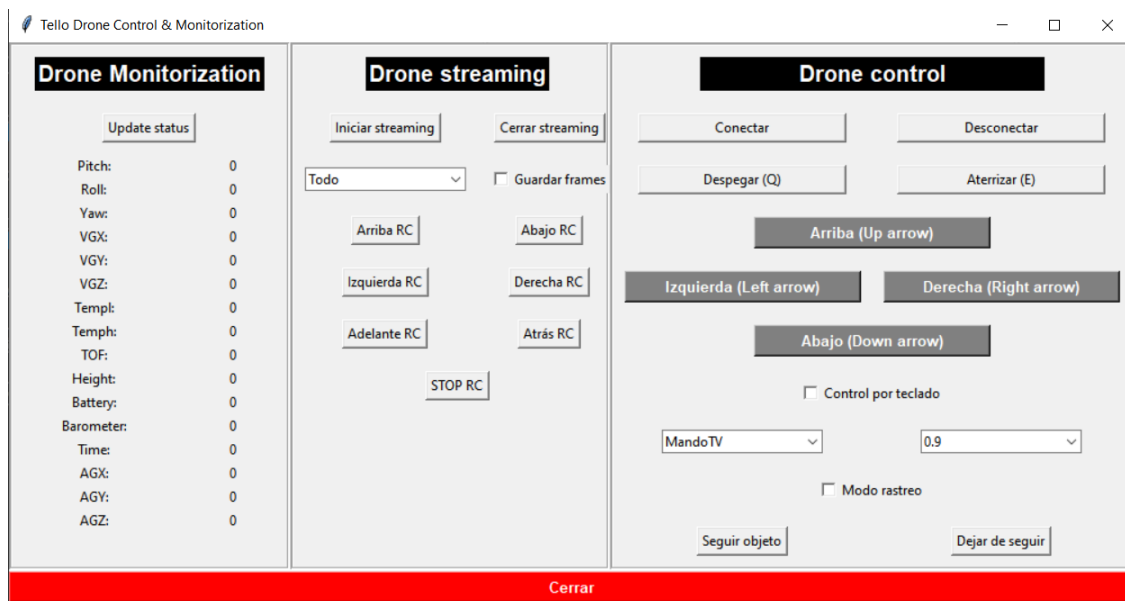 Tello Drone Control & Monitorization
Drone Monitorization
Update status
Pitch: 0
Roll: 0
Yaw: 0
VGX: 0
VGY: 0
VGZ: 0
Templ: 0
Temph: 0
TOF: 0
Height: 0
Battery: 0
Barometer: 0
Time: 0
AGX: 0
AGY: 0
AGZ: 0
Drone streaming
Iniciar streaming Cerrar streaming
Todo Guardar frames
Arriba RC Abajo RC
Izquierda RC Derecha RC
Adelante RC Atrás RC
STOP RC
Drone control
Conectar Desconectar
Despegar (Q) Aterrizar (E)
Arriba (Up arrow)
Izquierda (Left arrow) Derecha (Right arrow)
Abajo (Down arrow)
Control por teclado
MandoTV 0.9
Modo rastreo
Seguir objeto Dejar de seguir
Cerrar